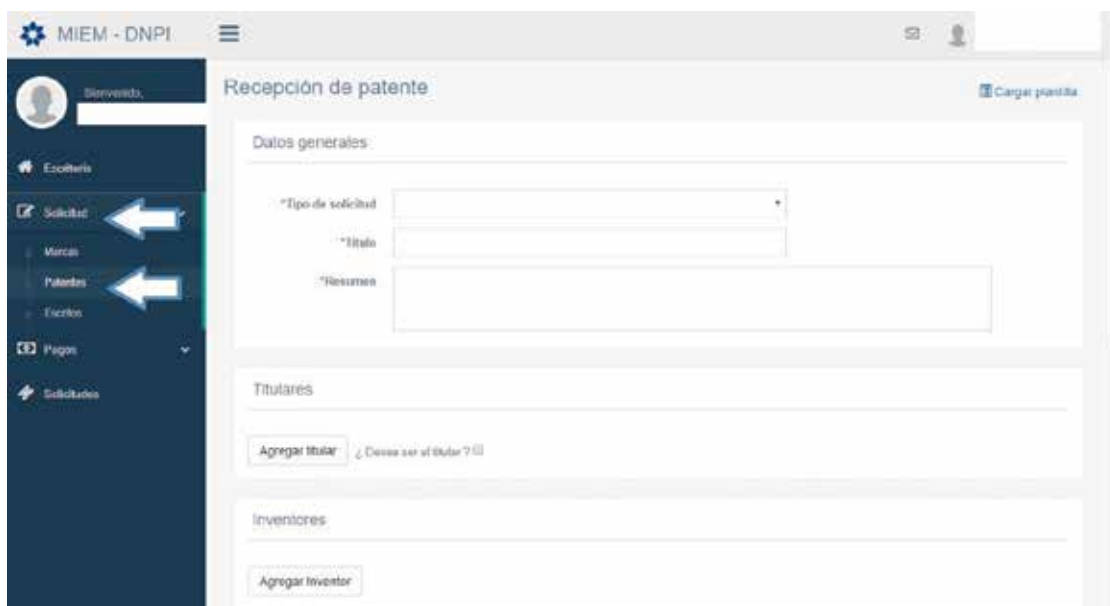 MIEM - DNPI
Bienvenido,
Escritorio
Solicitud
Marcas
Patentes
Escritos
Pagos
Solicitudes
Recepción de patente
Cargar plantilla
Datos generales
*Tipo de solicitud
*Título
*Resumen
Titulares
Agregar titular ¿ Desea ser el titular ?
Inventores
Agregar Inventor